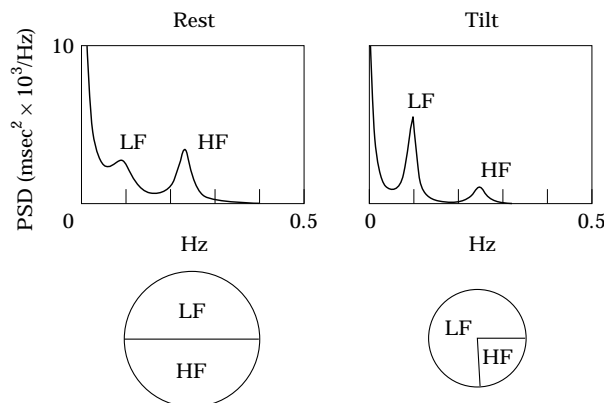 Rest
Tilt
PSD (msec² × 10³/Hz)
10
LF
HF
0
0.5
Hz
LF
HF
0
0.5
Hz
LF
HF
LF
HF